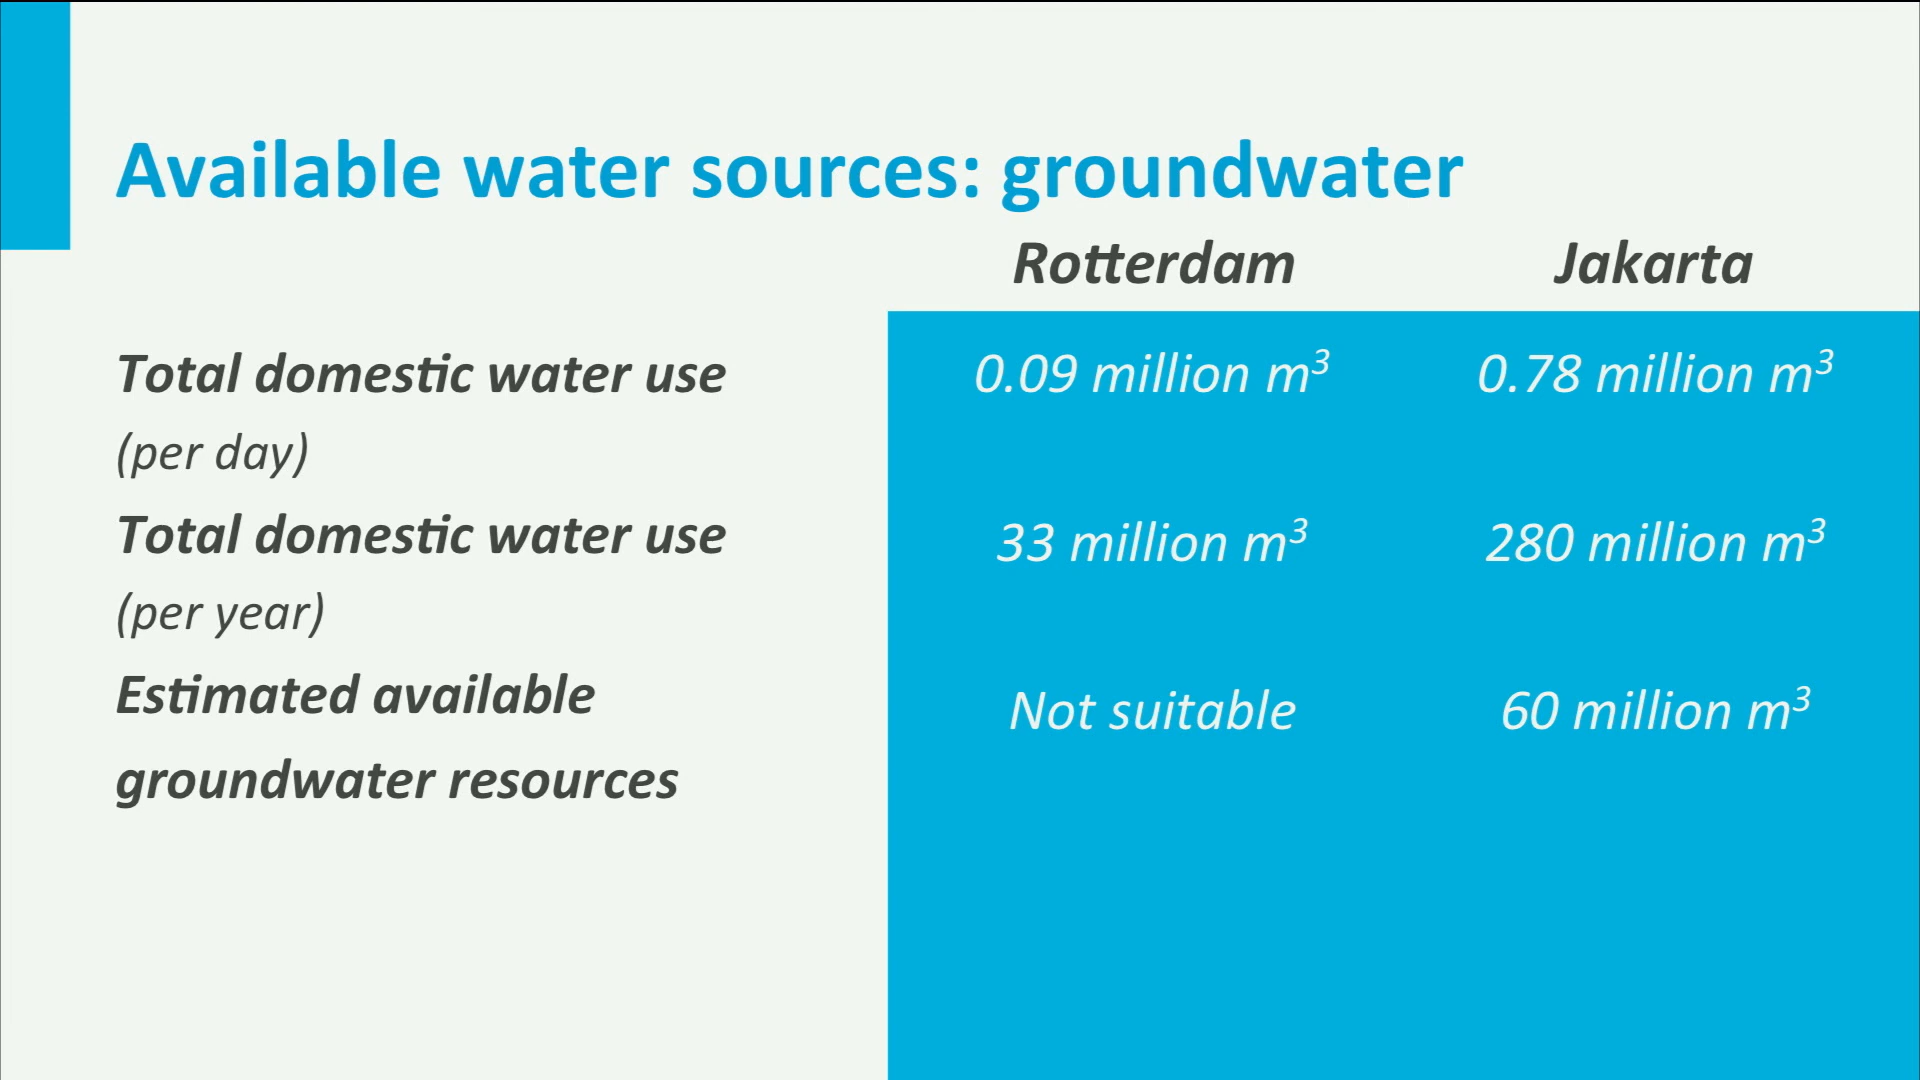 Available water sources: groundwater
Rotterdam Jakarta
Total domestic water use 0.09 million m³ 0.78 million m³
(per day)
Total domestic water use 33 million m³ 280 million m³
(per year)
Estimated available Not suitable 60 million m³
groundwater resources